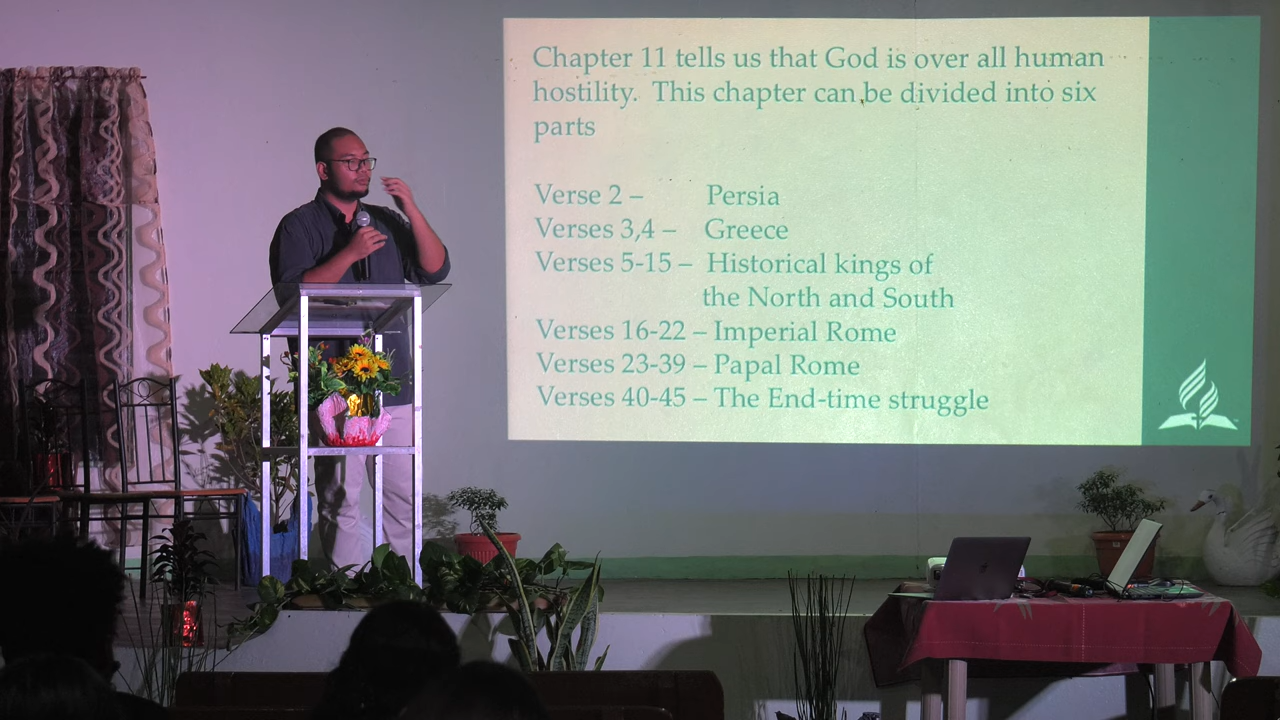 Chapter 11 tells us that God is over all human
hostility.  This chapter can be divided into six
parts
Verse 2 – Persia
Verses 3,4 – Greece
Verses 5-15 – Historical kings of
the North and South
Verses 16-22 – Imperial Rome
Verses 23-39 – Papal Rome
Verses 40-45 – The End-time struggle